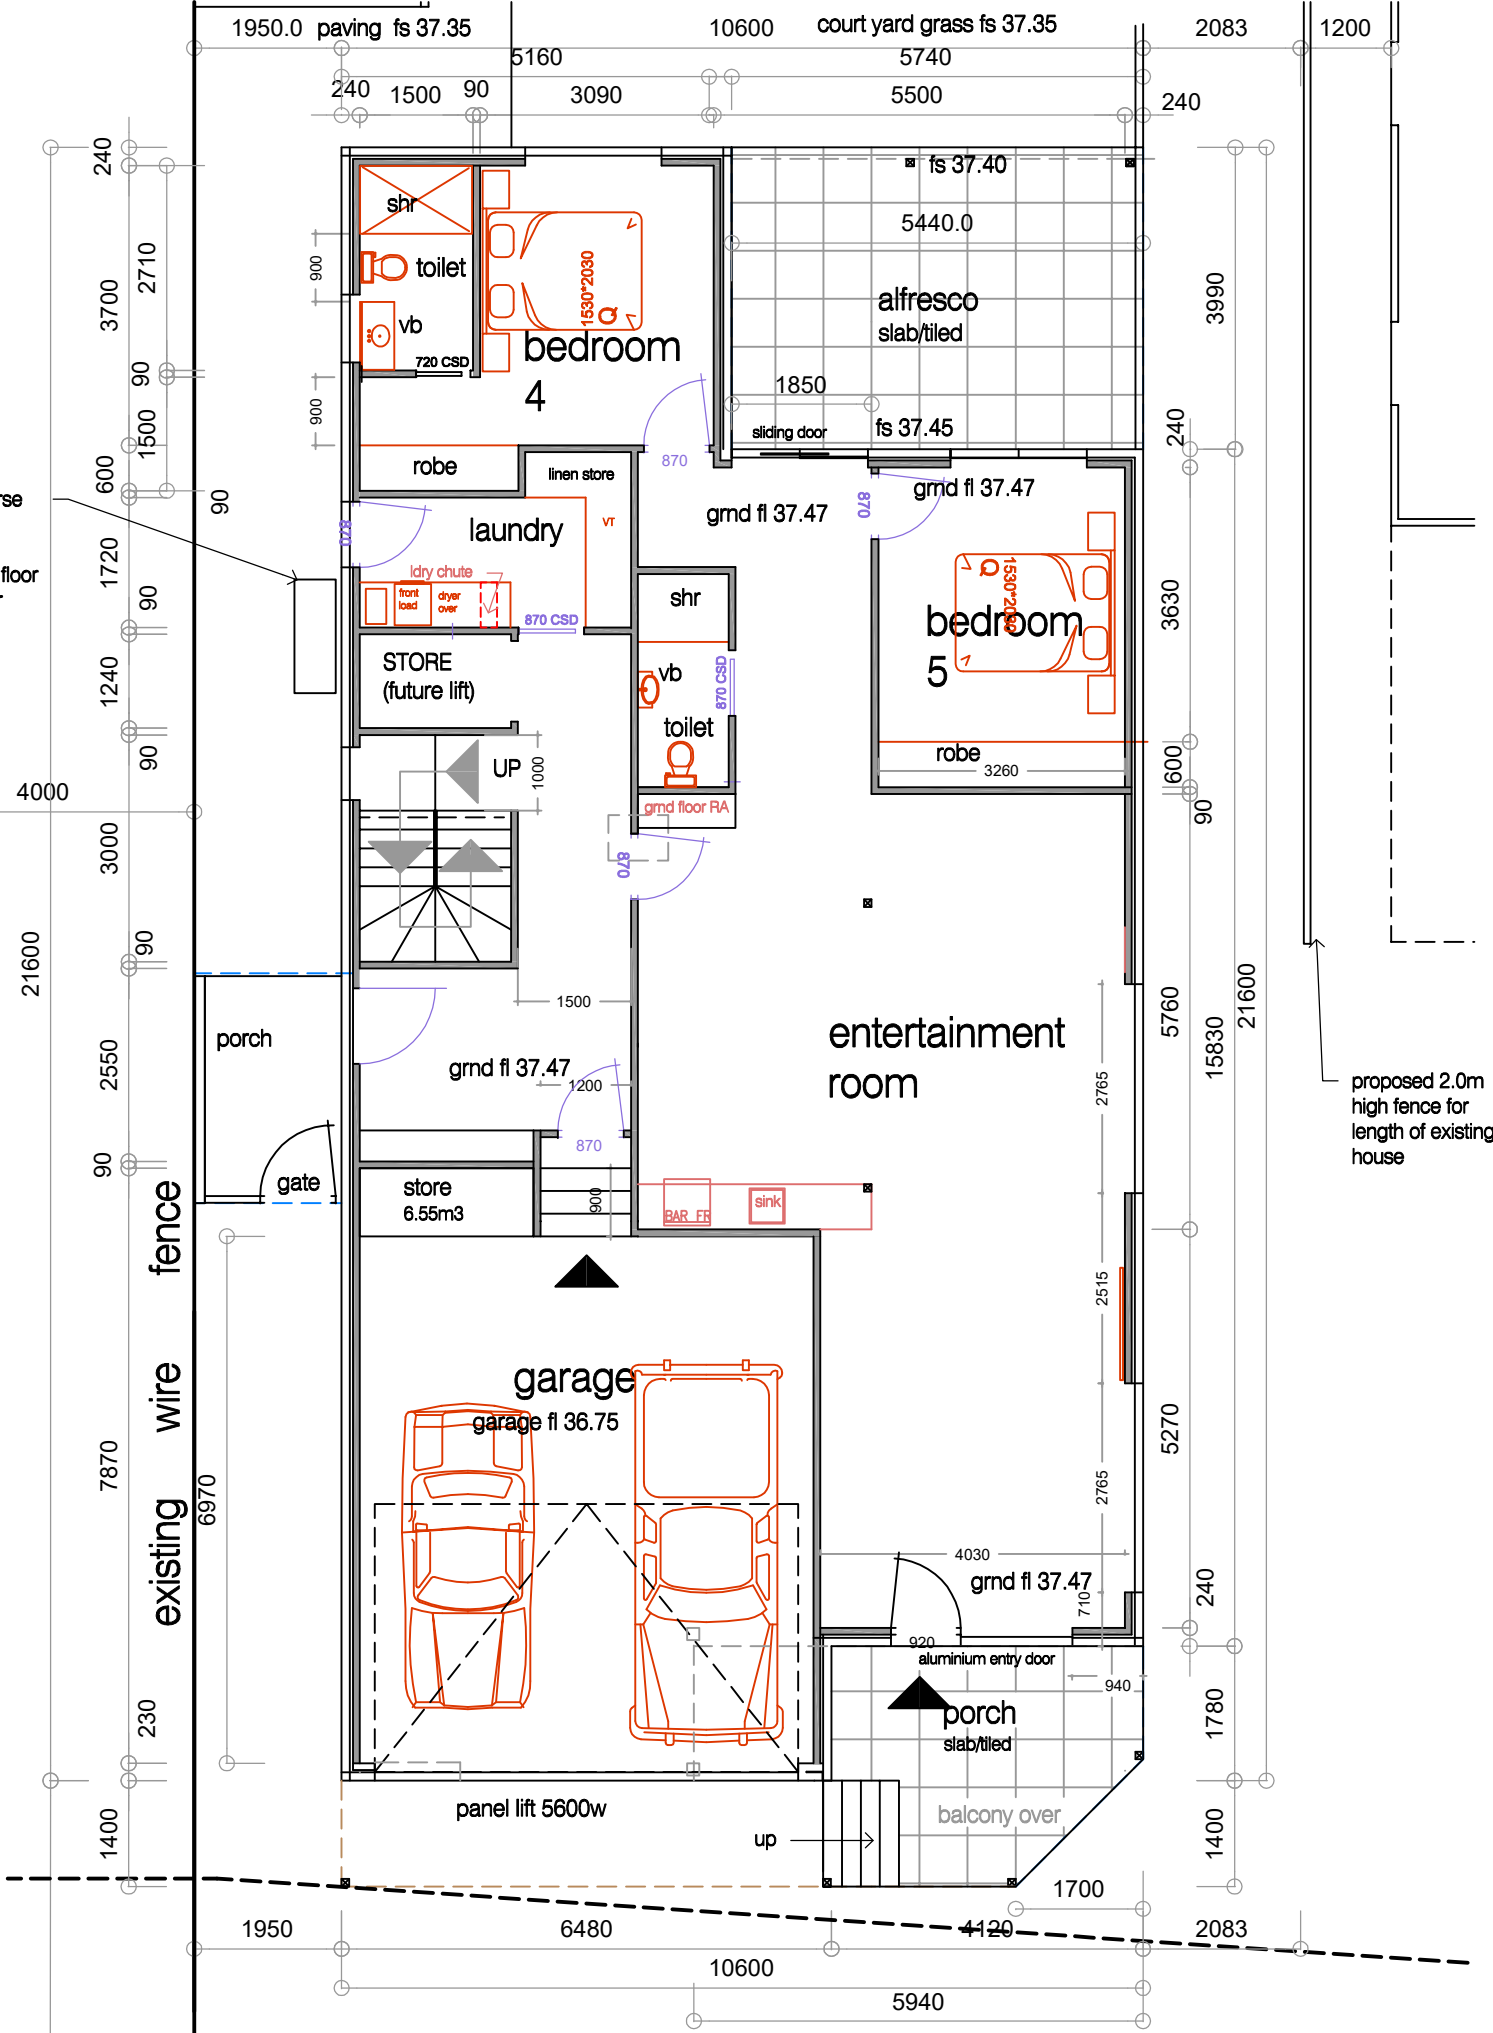 1950.0 paving fs 37.35 10600 court yard grass fs 37.35 2083 1200
5160 5740
240 1500 90 3090 5500 240
240
fs 37.40
shr
5440.0
2710
900
toilet
1530*2030
Q
3700
3990
alfresco
slab/tiled
vb
bedroom
4
720 CSD
90
1850
900
1500
240
sliding door
fs 37.45
870
robe
linen store
600
grnd fl 37.47
90
rse
870
grnd fl 37.47
VT
laundry
870
1720
floor
ldry chute
front
load
dryer
over
90
shr
1530*2030
Q
3630
870 CSD
bedroom
5
STORE
(future lift)
vb
870 CSD
1240
toilet
90
UP
1000
robe
3260
600
4000
grnd floor RA
90
3000
870
90
21600
1500
21600
15830
5760
entertainment
room
porch
2550
grnd fl 37.47
1200
2765
proposed 2.0m
high fence for
length of existing
house
870
90
gate
store
6.55m3
900
BAR FR
sink
existing wire fence
2515
garage
garage fl 36.75
5270
7870
6970
2765
4030
grnd fl 37.47
710
240
920
aluminium entry door
940
porch
slab/tiled
230
1780
panel lift 5600w
balcony over
up
1400
1400
1700
1950 6480 4120 2083
10600
5940